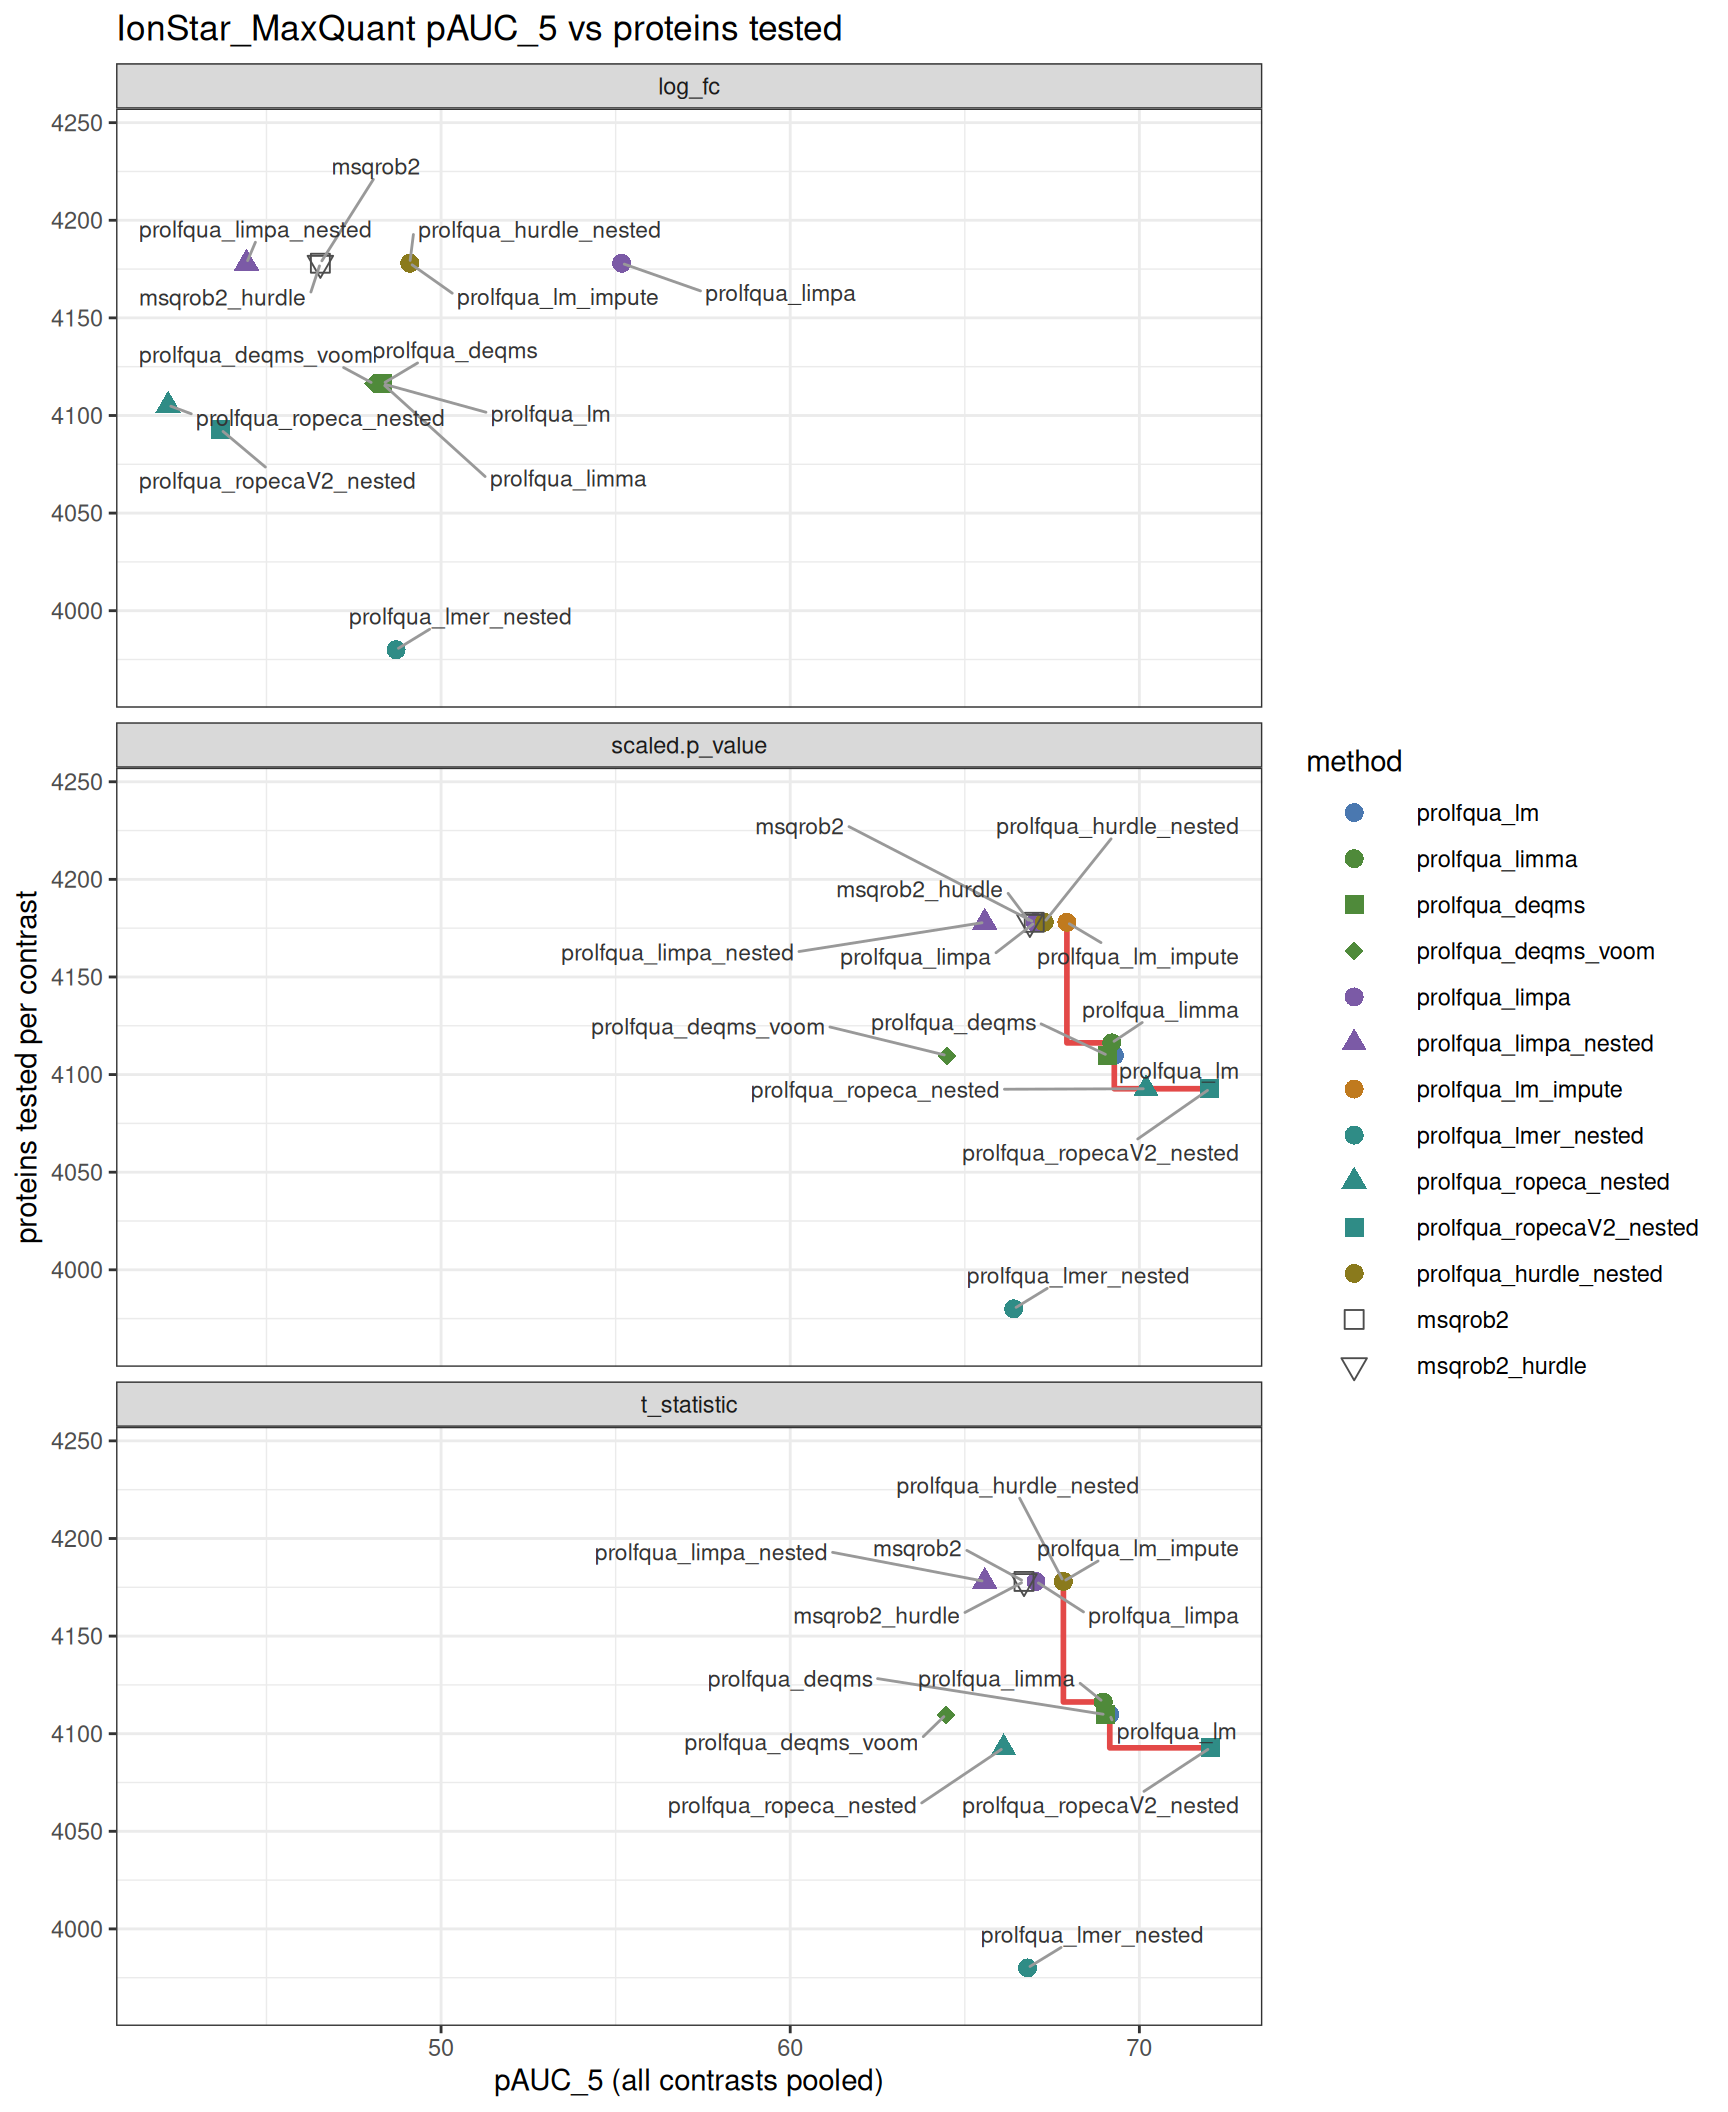 IonStar_MaxQuant pAUC_5 vs proteins tested
log_fc
4250
4200
4150
4100
4050
4000
msqrob2
prolfqua_limpa_nested
prolfqua_hurdle_nested
msqrob2_hurdle
prolfqua_lm_impute
prolfqua_limpa
prolfqua_deqms_voom
prolfqua_deqms
prolfqua_ropeca_nested
prolfqua_lm
prolfqua_ropecaV2_nested
prolfqua_limma
prolfqua_lmer_nested
scaled.p_value
4250
4200
4150
4100
4050
4000
msqrob2
prolfqua_hurdle_nested
msqrob2_hurdle
prolfqua_limpa_nested
prolfqua_limpa
prolfqua_lm_impute
prolfqua_limma
prolfqua_deqms_voom
prolfqua_deqms
prolfqua_lm
prolfqua_ropeca_nested
prolfqua_ropecaV2_nested
prolfqua_lmer_nested
t_statistic
4250
4200
4150
4100
4050
4000
prolfqua_hurdle_nested
prolfqua_limpa_nested
msqrob2
prolfqua_lm_impute
msqrob2_hurdle
prolfqua_limpa
prolfqua_deqms
prolfqua_limma
prolfqua_lm
prolfqua_deqms_voom
prolfqua_ropeca_nested
prolfqua_ropecaV2_nested
prolfqua_lmer_nested
50
60
70
pAUC_5 (all contrasts pooled)
proteins tested per contrast
method
prolfqua_lm
prolfqua_limma
prolfqua_deqms
prolfqua_deqms_voom
prolfqua_limpa
prolfqua_limpa_nested
prolfqua_lm_impute
prolfqua_lmer_nested
prolfqua_ropeca_nested
prolfqua_ropecaV2_nested
prolfqua_hurdle_nested
msqrob2
msqrob2_hurdle